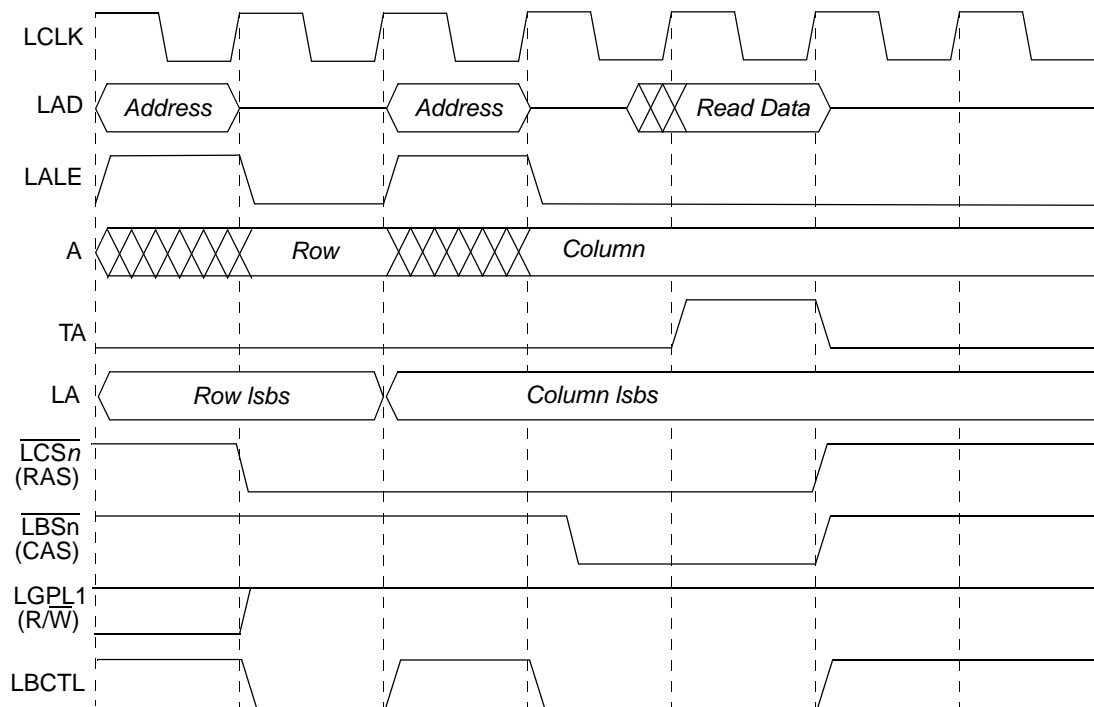 LCLK
LAD Address Address Read Data
LALE
A Row Column
TA
LA Row lsbs Column lsbs
LCSn
(RAS)
LBSn
(CAS)
LGPL1
(R/W)
LBCTL